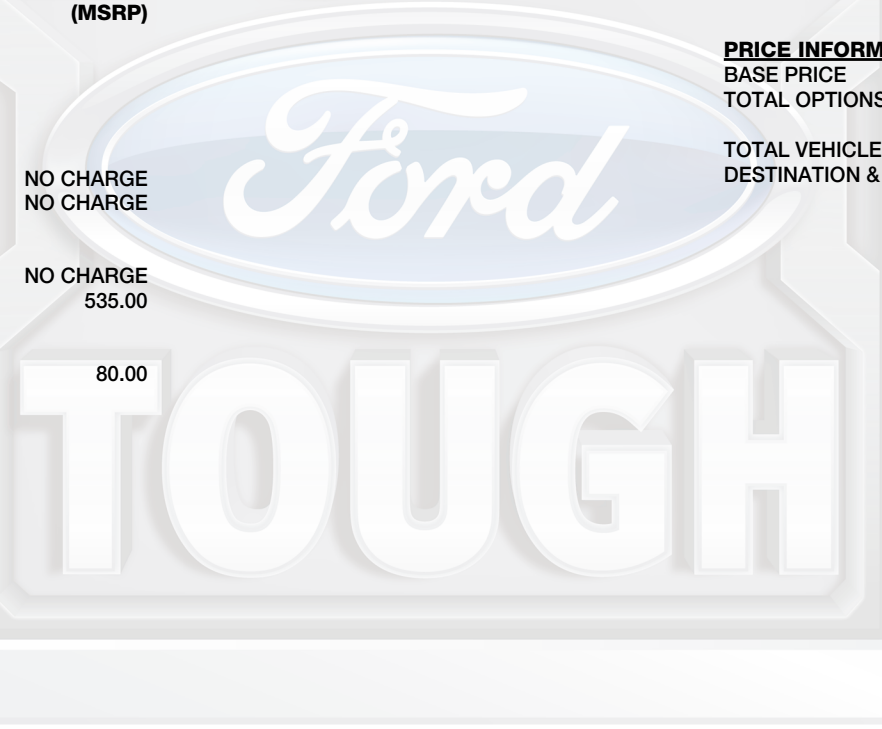 (MSRP)
NO CHARGE
NO CHARGE
NO CHARGE
535.00
80.00
PRICE INFORM
BASE PRICE
TOTAL OPTIONS
TOTAL VEHICLE
DESTINATION &
Ford
TOUGH